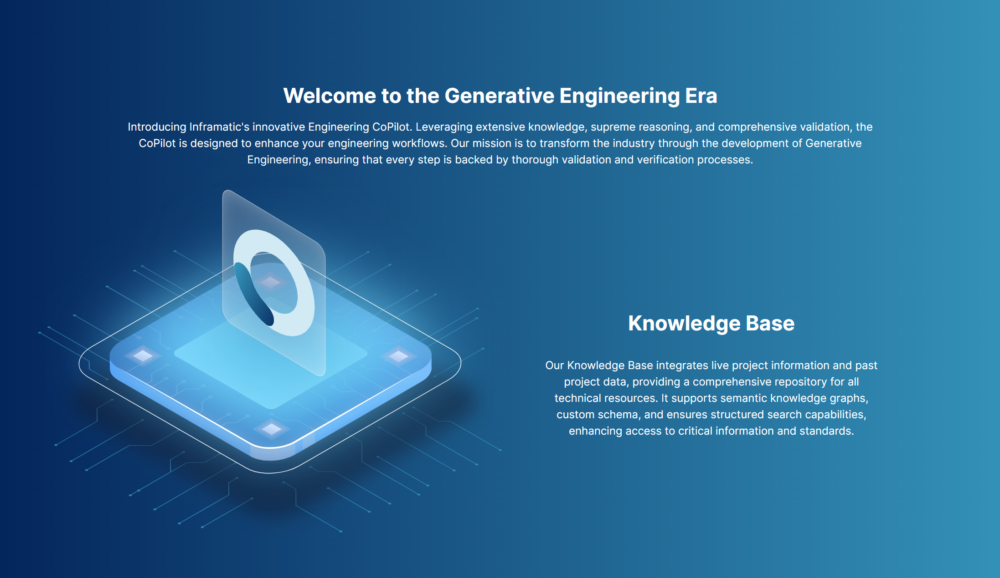 Welcome to the Generative Engineering Era
Introducing Inframatic's innovative Engineering CoPilot. Leveraging extensive knowledge, supreme reasoning, and comprehensive validation, the
CoPilot is designed to enhance your engineering workflows. Our mission is to transform the industry through the development of Generative
Engineering, ensuring that every step is backed by thorough validation and verification processes.
Knowledge Base
Our Knowledge Base integrates live project information and past
project data, providing a comprehensive repository for all
technical resources. It supports semantic knowledge graphs,
custom schema, and ensures structured search capabilities,
enhancing access to critical information and standards.